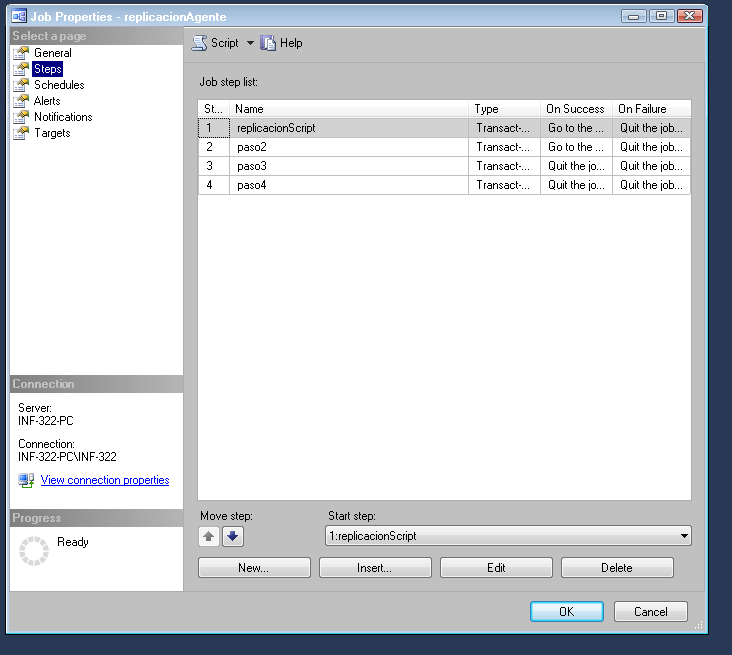 Job Properties - replicacionAgente
Select a page
General
Steps
Schedules
Alerts
Notifications
Targets
Script Help
Job step list:
St... Name Type On Success On Failure
1 replicacionScript Transact-... Go to the ... Quit the job...
2 paso2 Transact-... Go to the ... Quit the job...
3 paso3 Transact-... Quit the jo... Quit the job...
4 paso4 Transact-... Quit the jo... Quit the job...
Connection
Server:
INF-322-PC
Connection:
INF-322-PC\INF-322
View connection properties
Progress
Ready
Move step: Start step:
1:replicacionScript
New... Insert... Edit Delete
OK Cancel